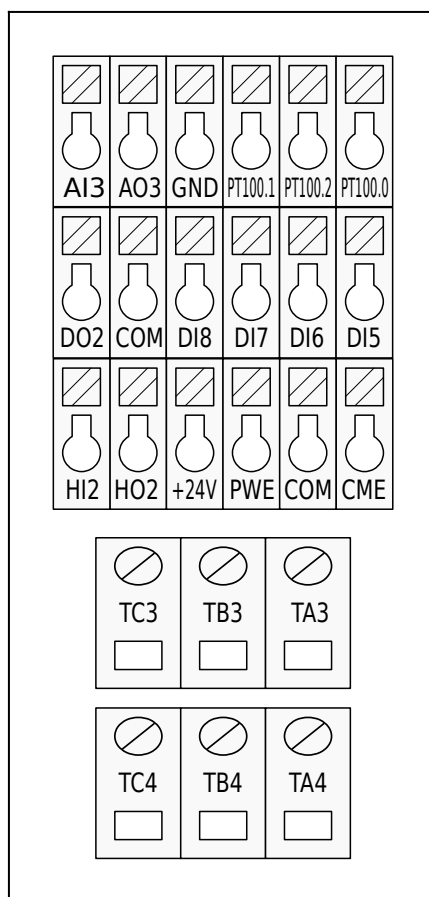 AI3 AO3 GND PT100.1 PT100.2 PT100.0
DO2 COM DI8 DI7 DI6 DI5
HI2 HO2 +24V PWE COM CME
TC3 TB3 TA3
TC4 TB4 TA4